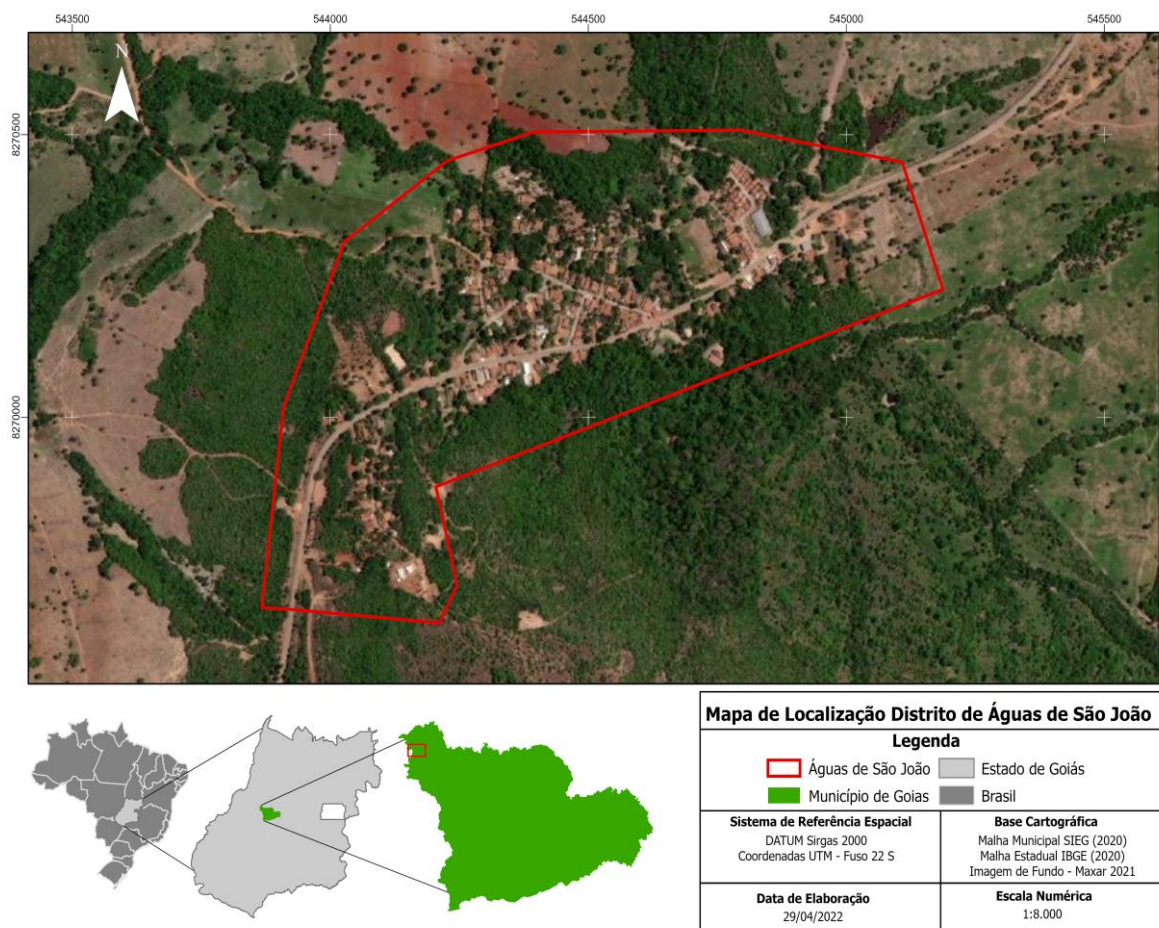 543500 544000 544500 545000 545500
N
8270500
8270000
Mapa de Localização Distrito de Águas de São João
Legenda
Águas de São João Estado de Goiás
Município de Goias Brasil
Sistema de Referência Espacial
DATUM Sirgas 2000
Coordenadas UTM - Fuso 22 S
Base Cartográfica
Malha Municipal SIEG (2020)
Malha Estadual IBGE (2020)
Imagem de Fundo - Maxar 2021
Data de Elaboração
29/04/2022
Escala Numérica
1:8.000